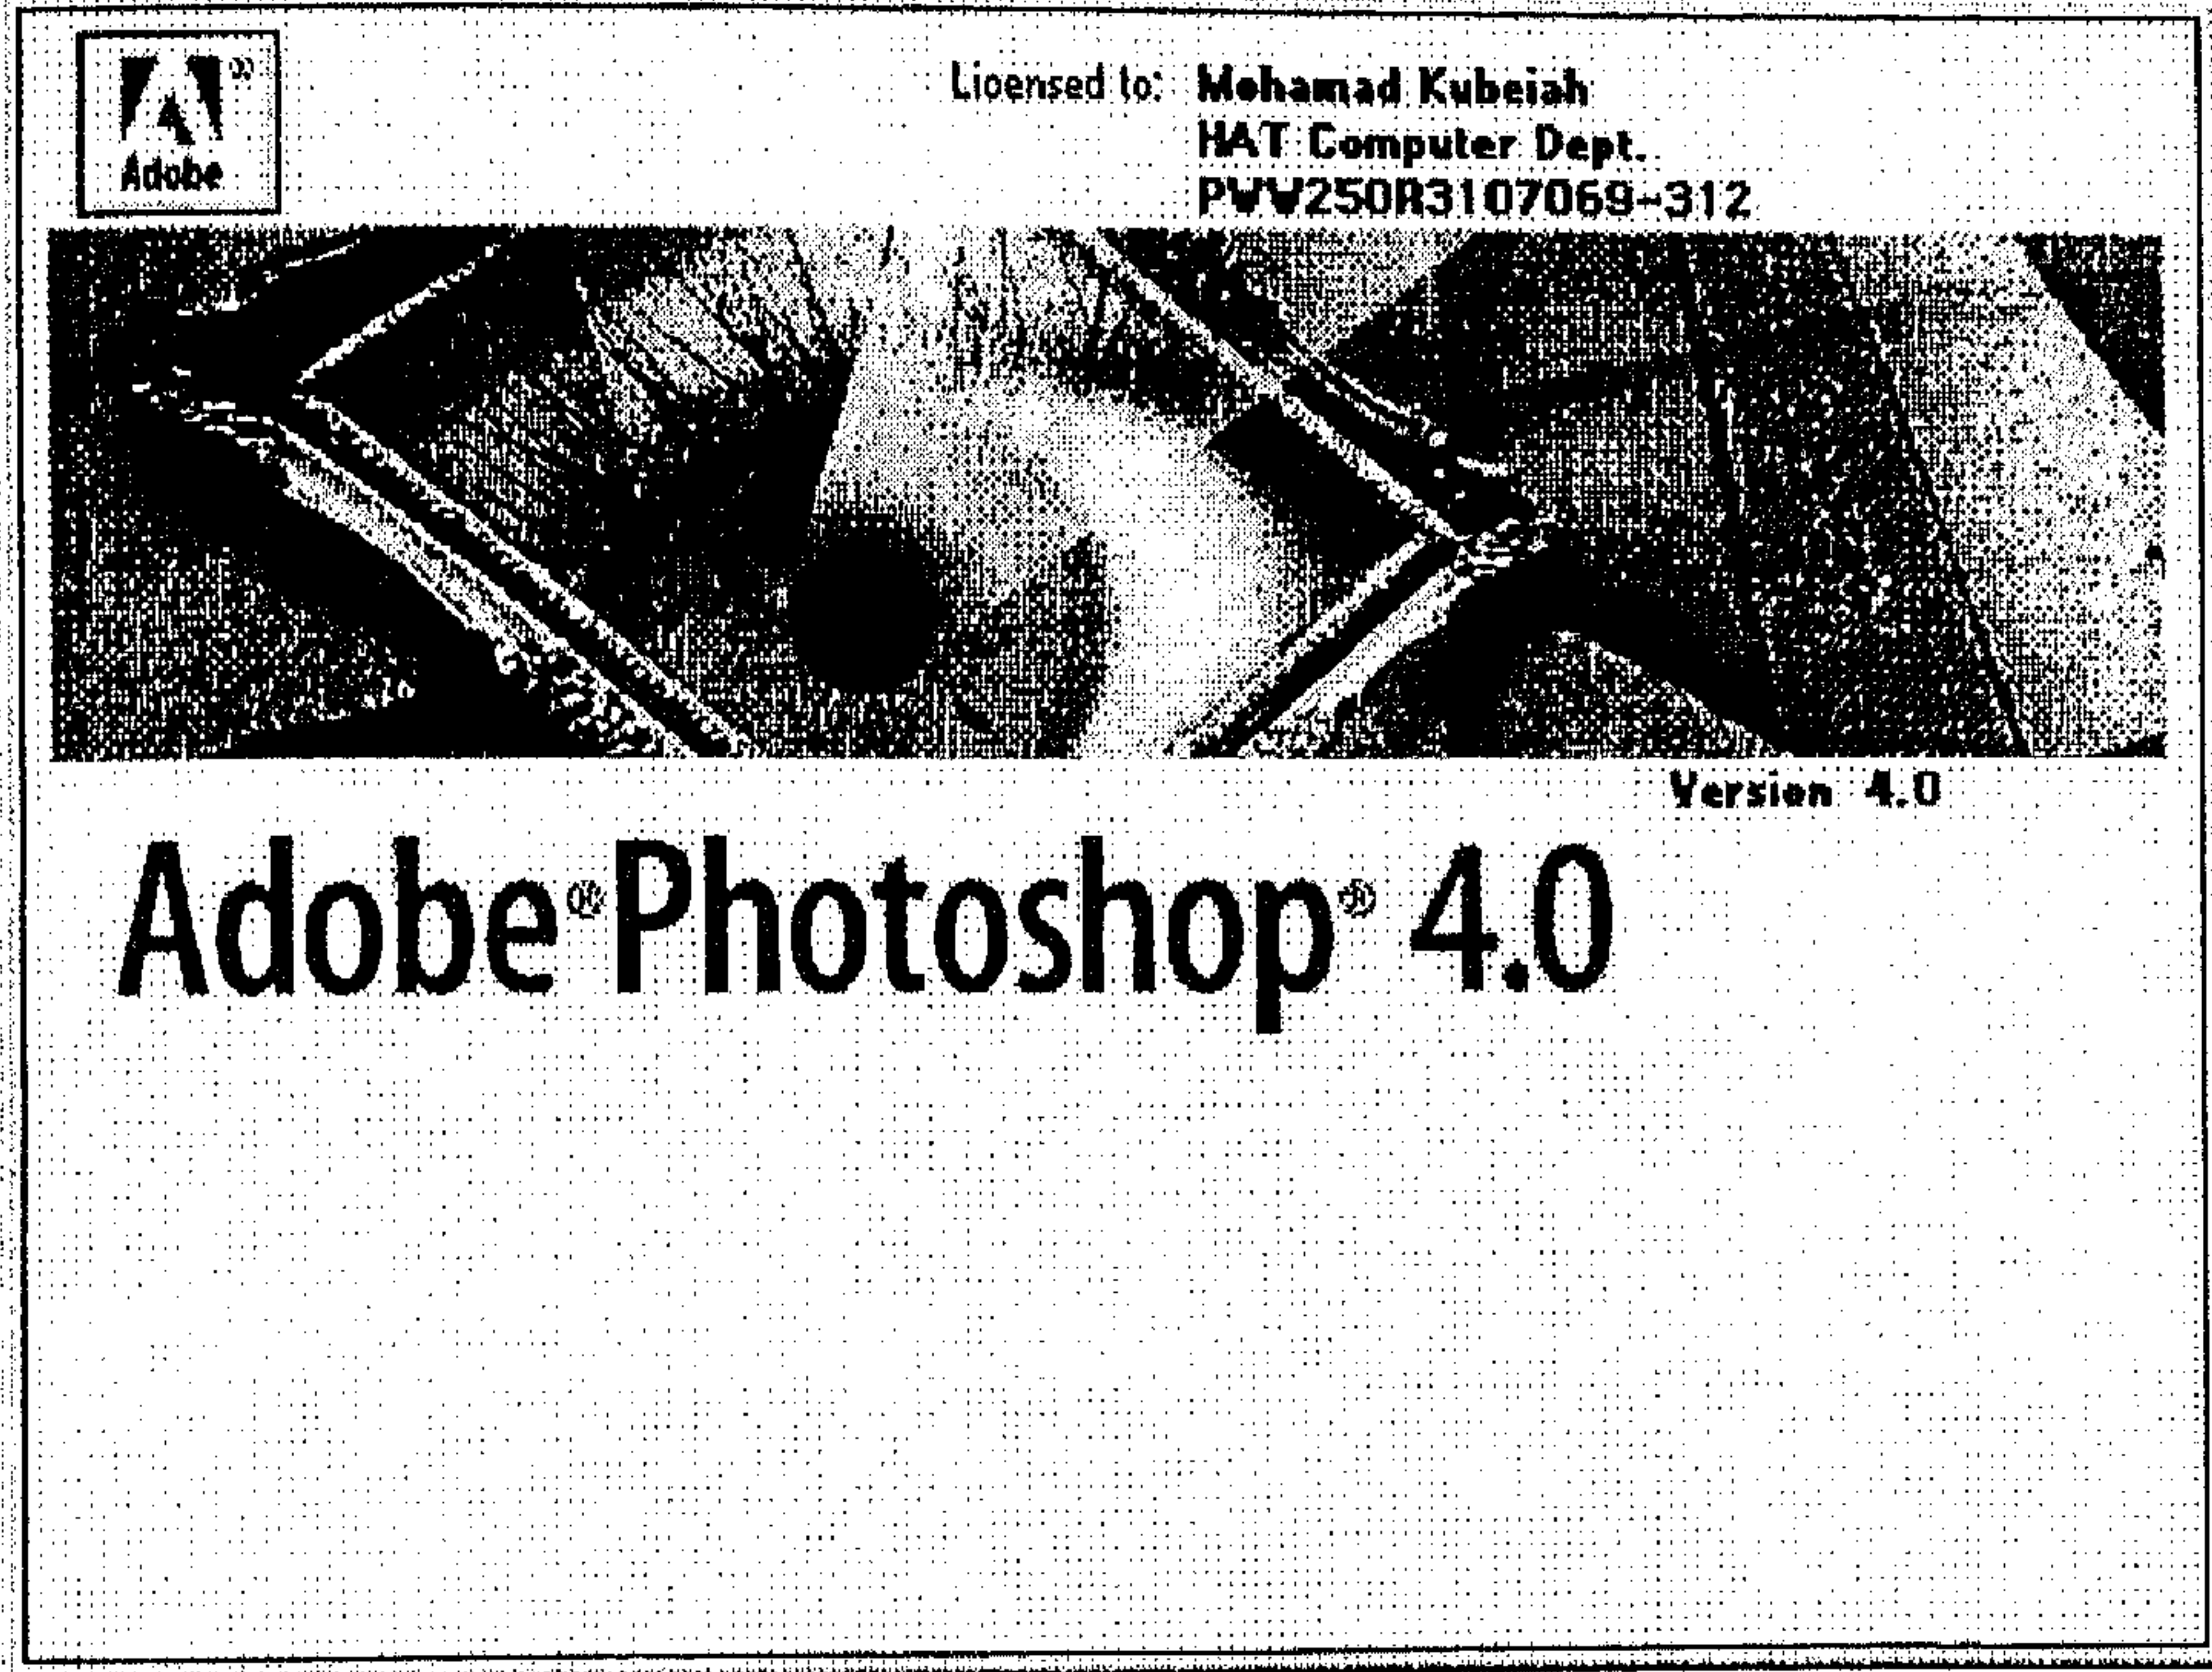 ®
Adobe
Licensed to: Mohamad Kubeiah
HAT Computer Dept.
PWW250R3107069-312
Version 4.0
Adobe® Photoshop® 4.0